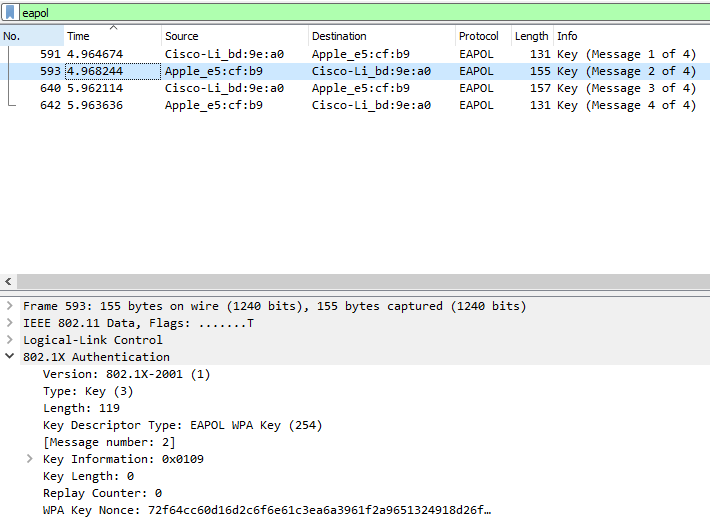 eapol
No. Time Source Destination Protocol Length Info
591 4.964674 Cisco-Li_bd:9e:a0 Apple_e5:cf:b9 EAPOL 131 Key (Message 1 of 4)
593 4.968244 Apple_e5:cf:b9 Cisco-Li_bd:9e:a0 EAPOL 155 Key (Message 2 of 4)
640 5.962114 Cisco-Li_bd:9e:a0 Apple_e5:cf:b9 EAPOL 157 Key (Message 3 of 4)
642 5.963636 Apple_e5:cf:b9 Cisco-Li_bd:9e:a0 EAPOL 131 Key (Message 4 of 4)
Frame 593: 155 bytes on wire (1240 bits), 155 bytes captured (1240 bits)
IEEE 802.11 Data, Flags: .......T
Logical-Link Control
802.1X Authentication
Version: 802.1X-2001 (1)
Type: Key (3)
Length: 119
Key Descriptor Type: EAPOL WPA Key (254)
[Message number: 2]
Key Information: 0x0109
Key Length: 0
Replay Counter: 0
WPA Key Nonce: 72f64cc60d16d2c6f6e61c3ea6a3961f2a9651324918d26f…